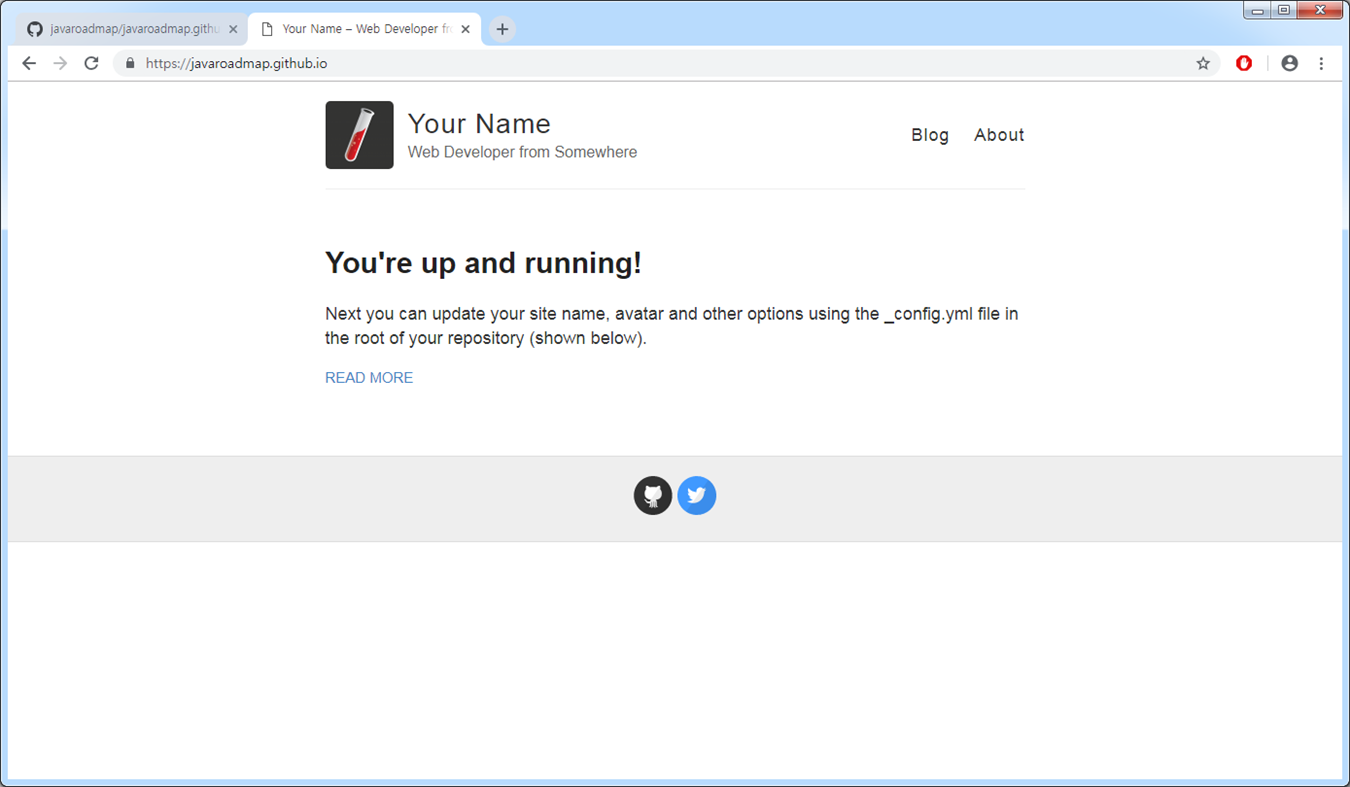 javaroadmap/javaroadmap.githu
Your Name – Web Developer fr
https://javaroadmap.github.io
Your Name
Web Developer from Somewhere
Blog About
You're up and running!
Next you can update your site name, avatar and other options using the _config.yml file in
the root of your repository (shown below).
READ MORE